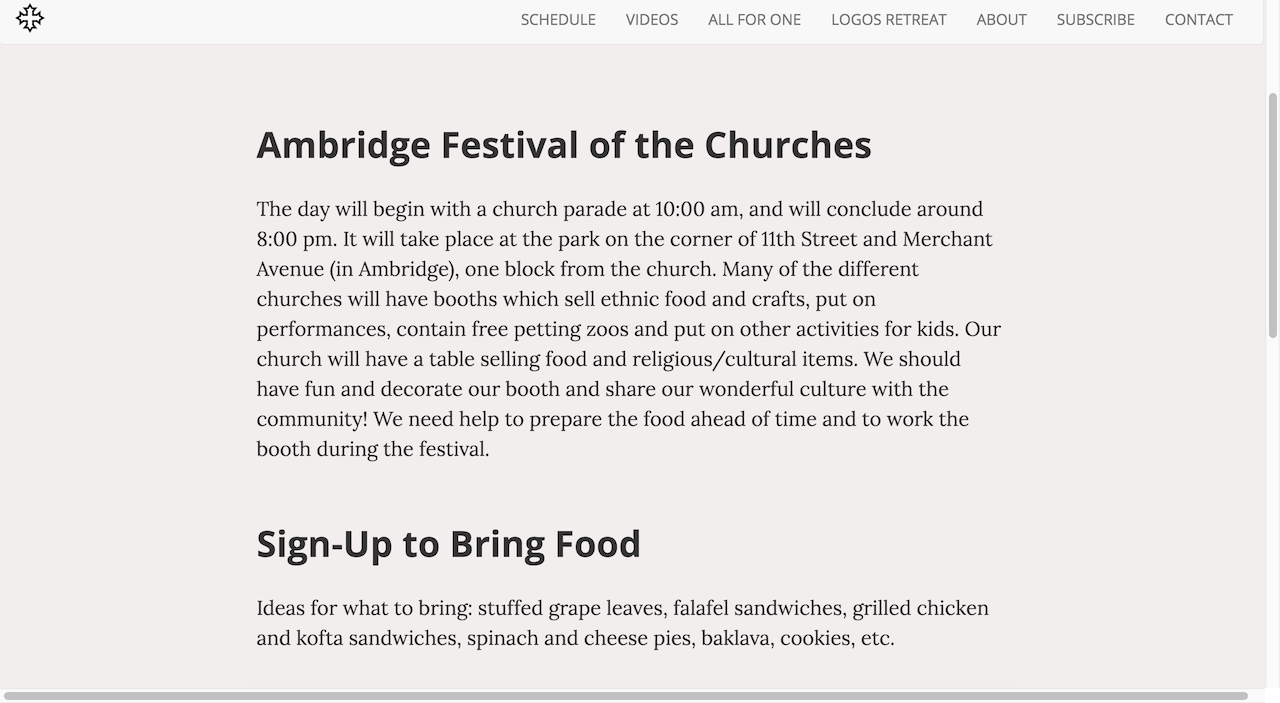 SCHEDULE VIDEOS ALL FOR ONE LOGOS RETREAT ABOUT SUBSCRIBE CONTACT
Ambridge Festival of the Churches
The day will begin with a church parade at 10:00 am, and will conclude around
8:00 pm. It will take place at the park on the corner of 11th Street and Merchant
Avenue (in Ambridge), one block from the church. Many of the different
churches will have booths which sell ethnic food and crafts, put on
performances, contain free petting zoos and put on other activities for kids. Our
church will have a table selling food and religious/cultural items. We should
have fun and decorate our booth and share our wonderful culture with the
community! We need help to prepare the food ahead of time and to work the
booth during the festival.
Sign-Up to Bring Food
Ideas for what to bring: stuffed grape leaves, falafel sandwiches, grilled chicken
and kofta sandwiches, spinach and cheese pies, baklava, cookies, etc.